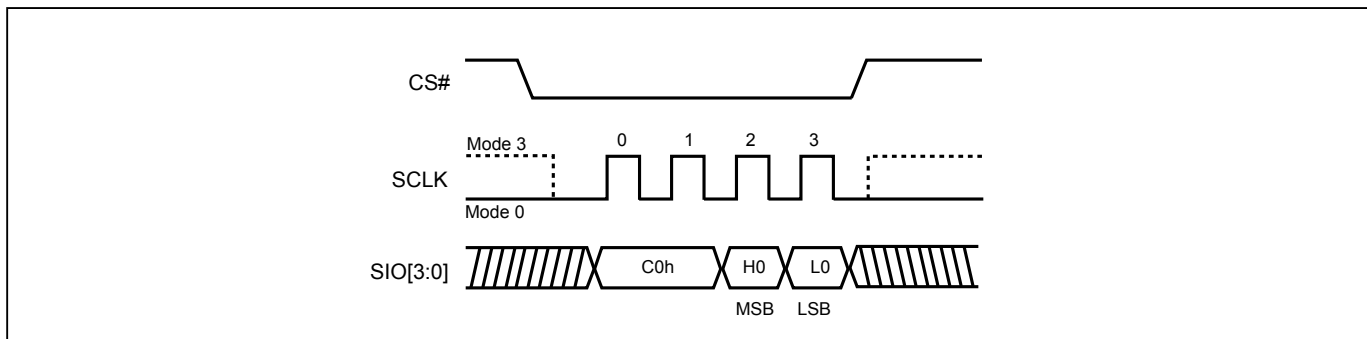 CS#
Mode 3 0 1 2 3
SCLK
Mode 0
SIO[3:0] C0h H0 L0
MSB LSB